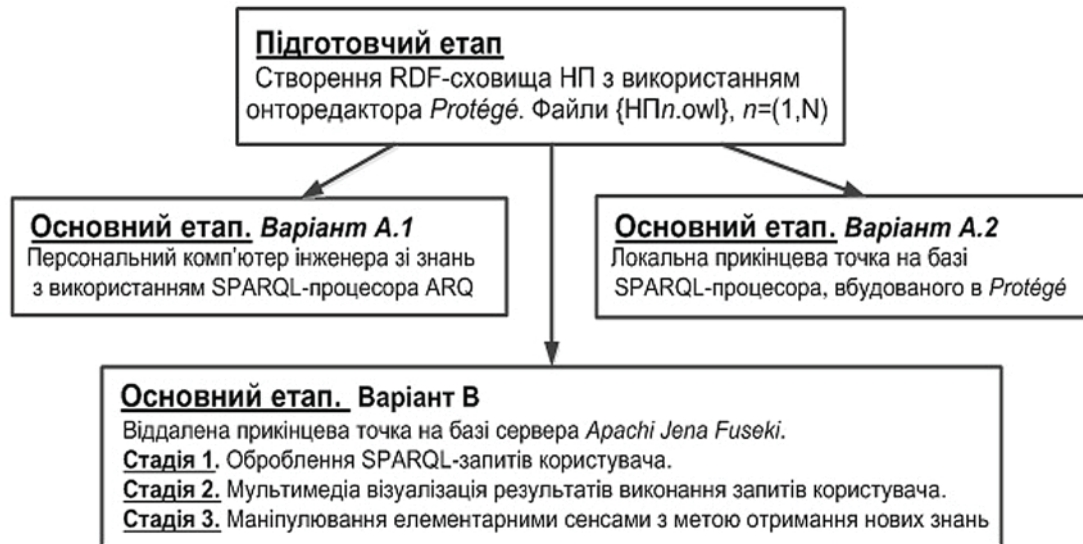 Підготовчий етап
Створення RDF-сховища НП з використанням
онторедактора Protégé. Файли {НПn.owl}, n=(1,N)
Основний етап. Варіант А.1
Персональний комп'ютер інженера зі знань
з використанням SPARQL-процесора ARQ
Основний етап. Варіант А.2
Локальна прикінцева точка на базі
SPARQL-процесора, вбудованого в Protégé
Основний етап. Варіант В
Віддалена прикінцева точка на базі сервера Apachi Jena Fuseki.
Стадія 1. Оброблення SPARQL-запитів користувача.
Стадія 2. Мультимедіа візуалізація результатів виконання запитів користувача.
Стадія 3. Маніпулювання елементарними сенсами з метою отримання нових знань